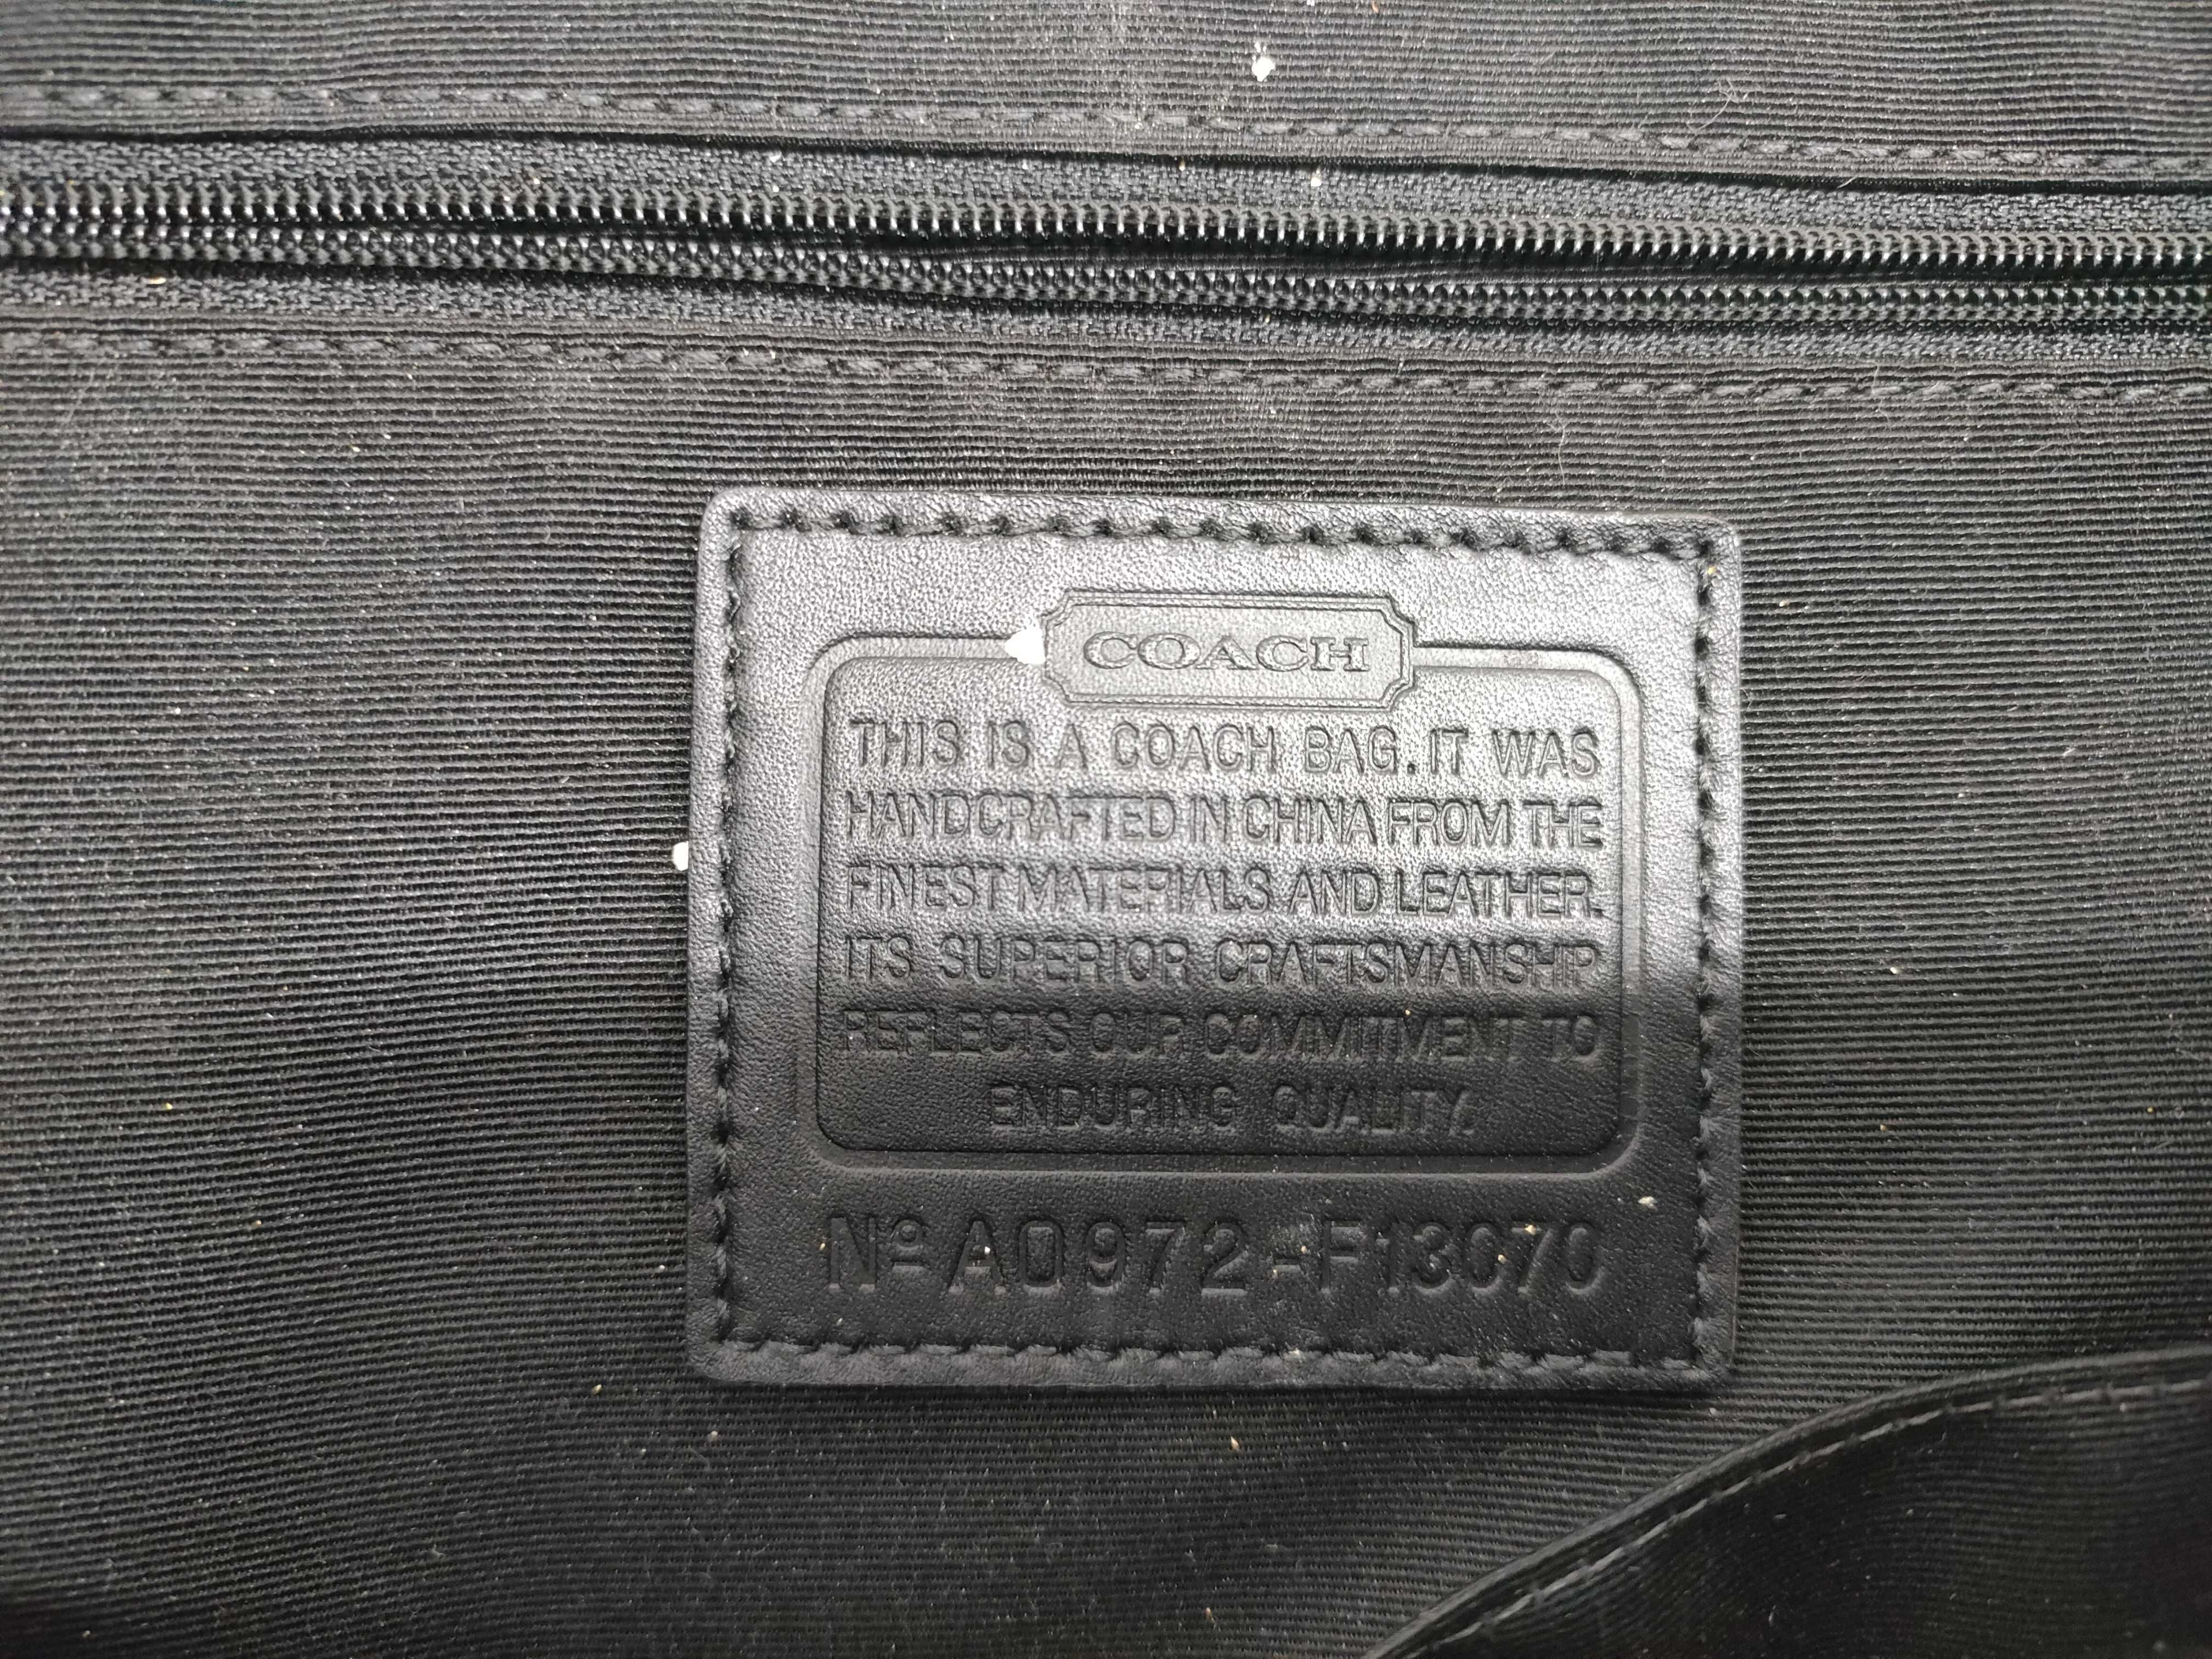 COACH
THIS IS A COACH BAG. IT WAS
HANDCRAFTED IN CHINA FROM THE
FINEST MATERIALS AND LEATHER.
ITS SUPERIOR CRAFTSMANSHIP
REFLECTS OUR COMMITMENT TO
ENDURING QUALITY.
Nº A0972-F13070